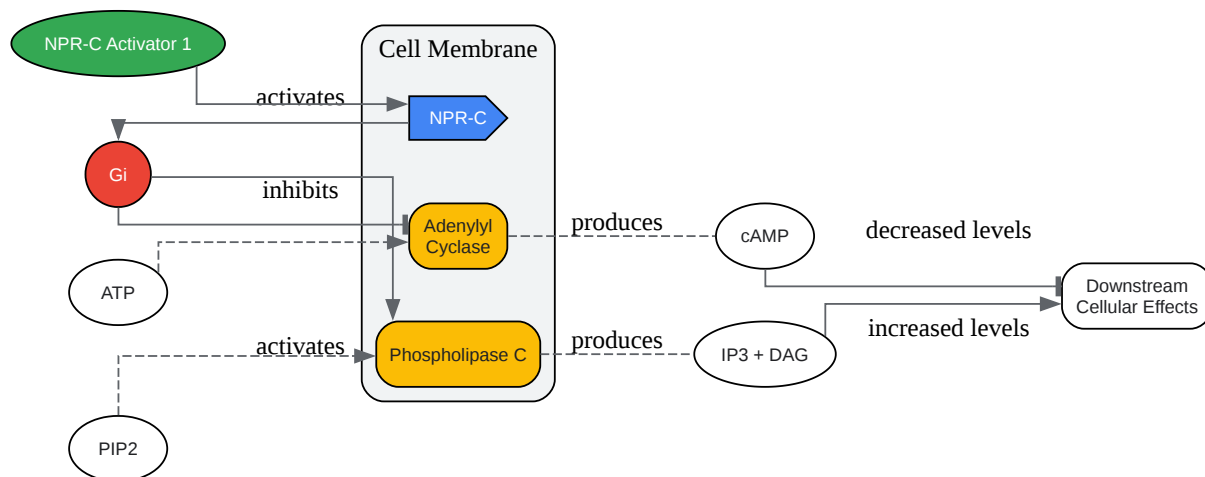 NPR-C Activator 1
Cell Membrane
activates
NPR-C
Gi
inhibits
Adenylyl
Cyclase
produces
cAMP
decreased levels
ATP
Downstream
Cellular Effects
activates
Phospholipase C
produces
IP3 + DAG
increased levels
PIP2